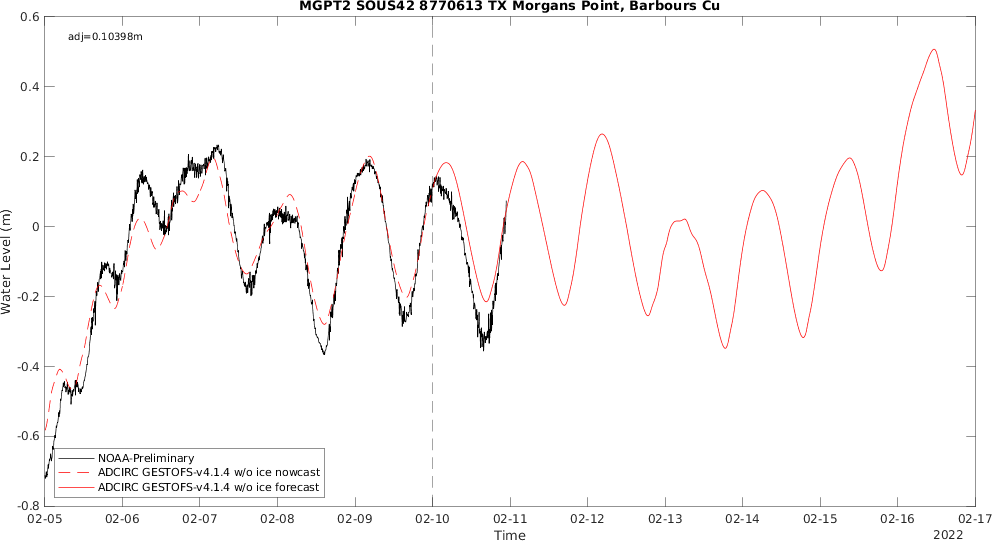 MGPT2 SOUS42 8770613 TX Morgans Point, Barbours Cu
adj=0.10398m
0.6
0.4
0.2
0
-0.2
-0.4
-0.6
-0.8
Water Level (m)
NOAA-Preliminary
ADCIRC GESTOFS-v4.1.4 w/o ice nowcast
ADCIRC GESTOFS-v4.1.4 w/o ice forecast
02-05 02-06 02-07 02-08 02-09 02-10 02-11 02-12 02-13 02-14 02-15 02-16 02-17
Time
2022